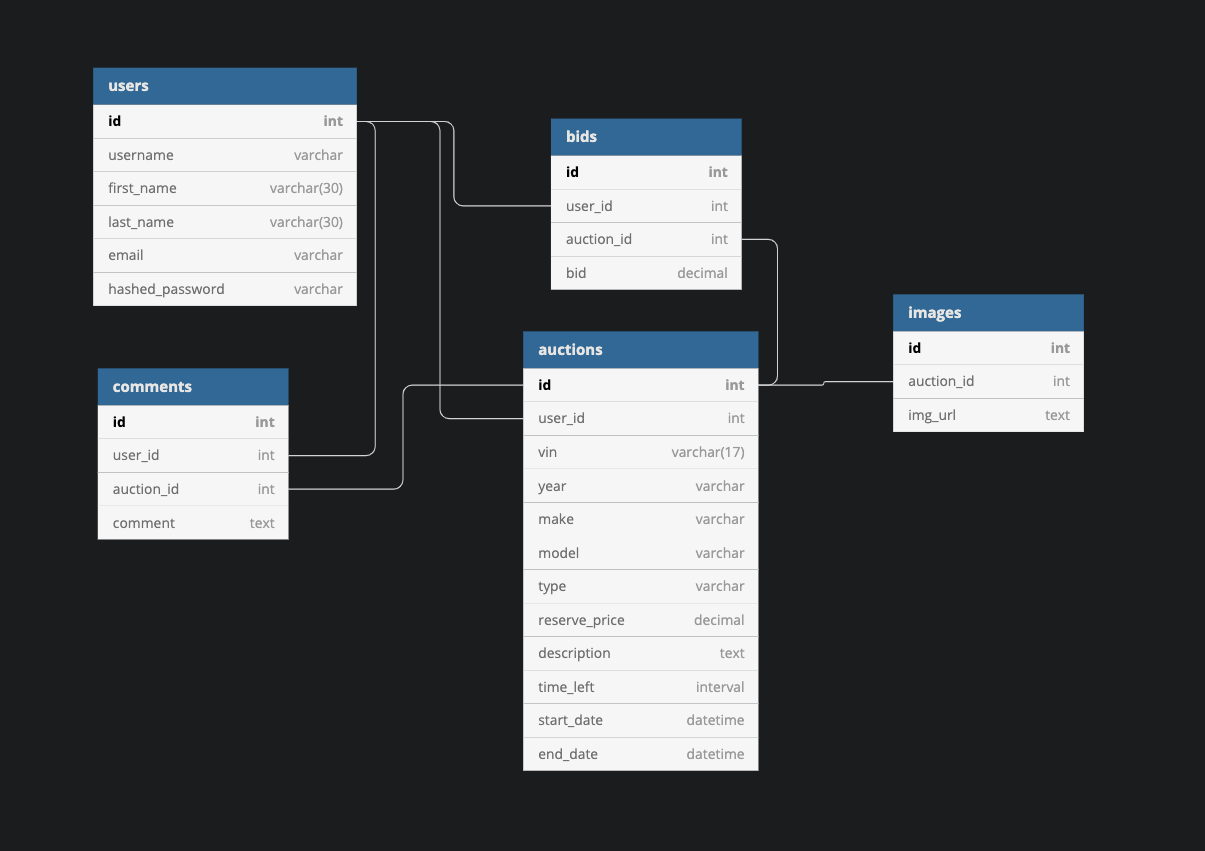 users
id int
username varchar
first_name varchar(30)
last_name varchar(30)
email varchar
hashed_password varchar
comments
id int
user_id int
auction_id int
comment text
bids
id int
user_id int
auction_id int
bid decimal
auctions
id int
user_id int
vin varchar(17)
year varchar
make varchar
model varchar
type varchar
reserve_price decimal
description text
time_left interval
start_date datetime
end_date datetime
images
id int
auction_id int
img_url text